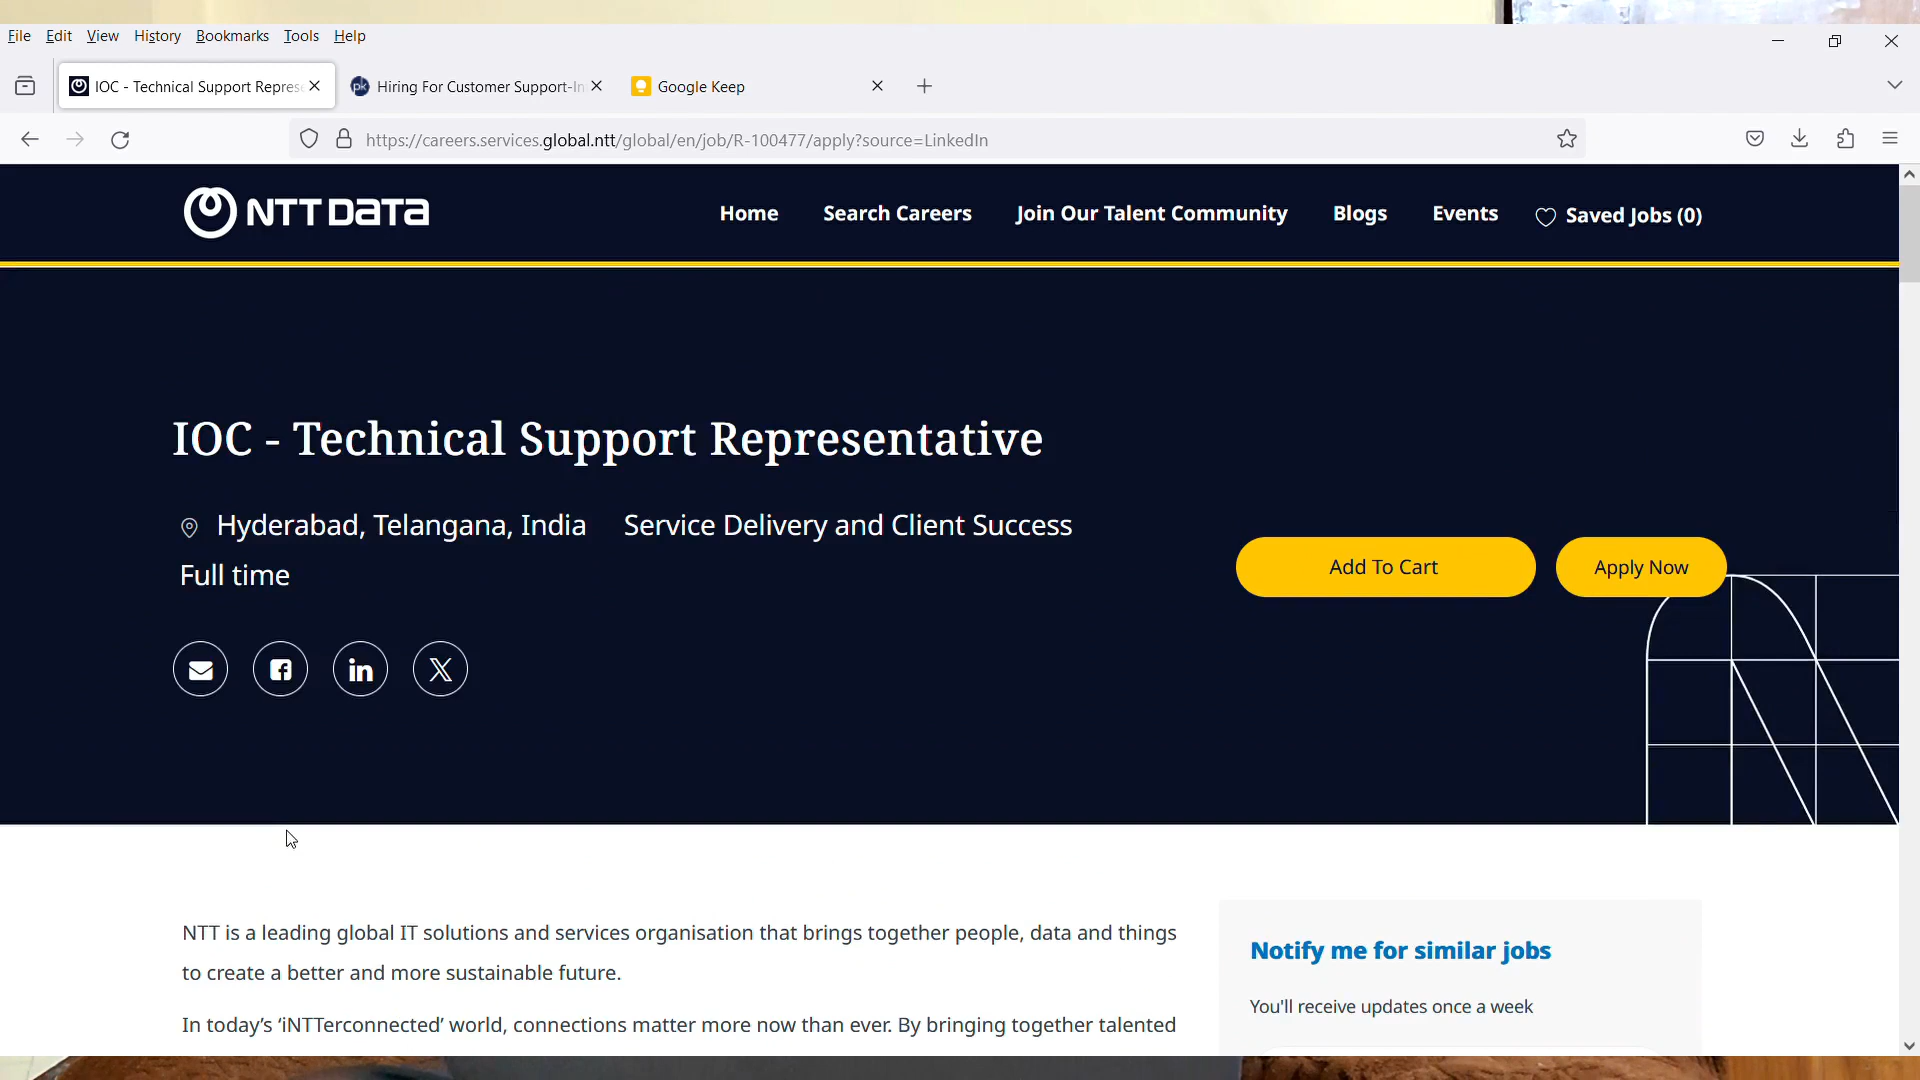 File Edit View History Bookmarks Tools Help
IOC - Technical Support Represe
Hiring For Customer Support-In
Google Keep
https://careers.services.global.ntt/global/en/job/R-100477/apply?source=LinkedIn
NTT DATA
Home Search Careers Join Our Talent Community Blogs Events Saved Jobs (0)
IOC - Technical Support Representative
Hyderabad, Telangana, India Service Delivery and Client Success
Full time
Add To Cart Apply Now
NTT is a leading global IT solutions and services organisation that brings together people, data and things
to create a better and more sustainable future.
In today's ‘iNTTerconnected’ world, connections matter more now than ever. By bringing together talented
Notify me for similar jobs
You'll receive updates once a week